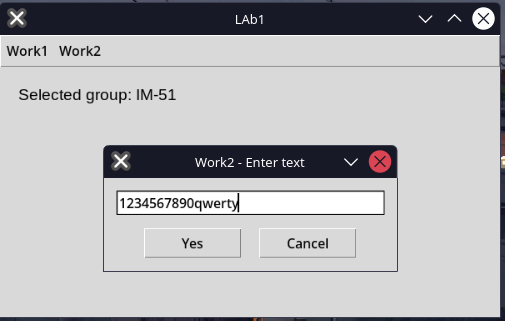 LAb1
Work1 Work2
Selected group: IM-51
Work2 - Enter text
1234567890qwerty
Yes Cancel